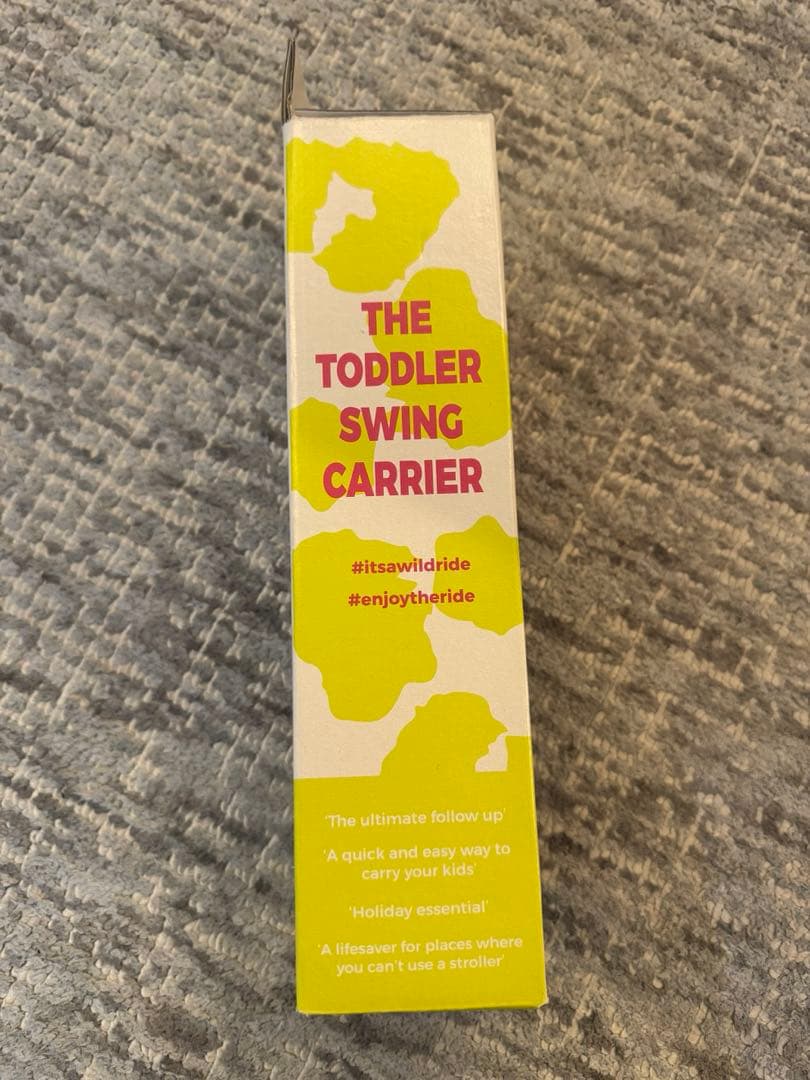 THE
TODDLER
SWING
CARRIER
#itsawildride
#enjoytheride
'The ultimate follow up'
'A quick and easy way to
carry your kids'
'Holiday essential'
'A lifesaver for places where
you can't use a stroller'